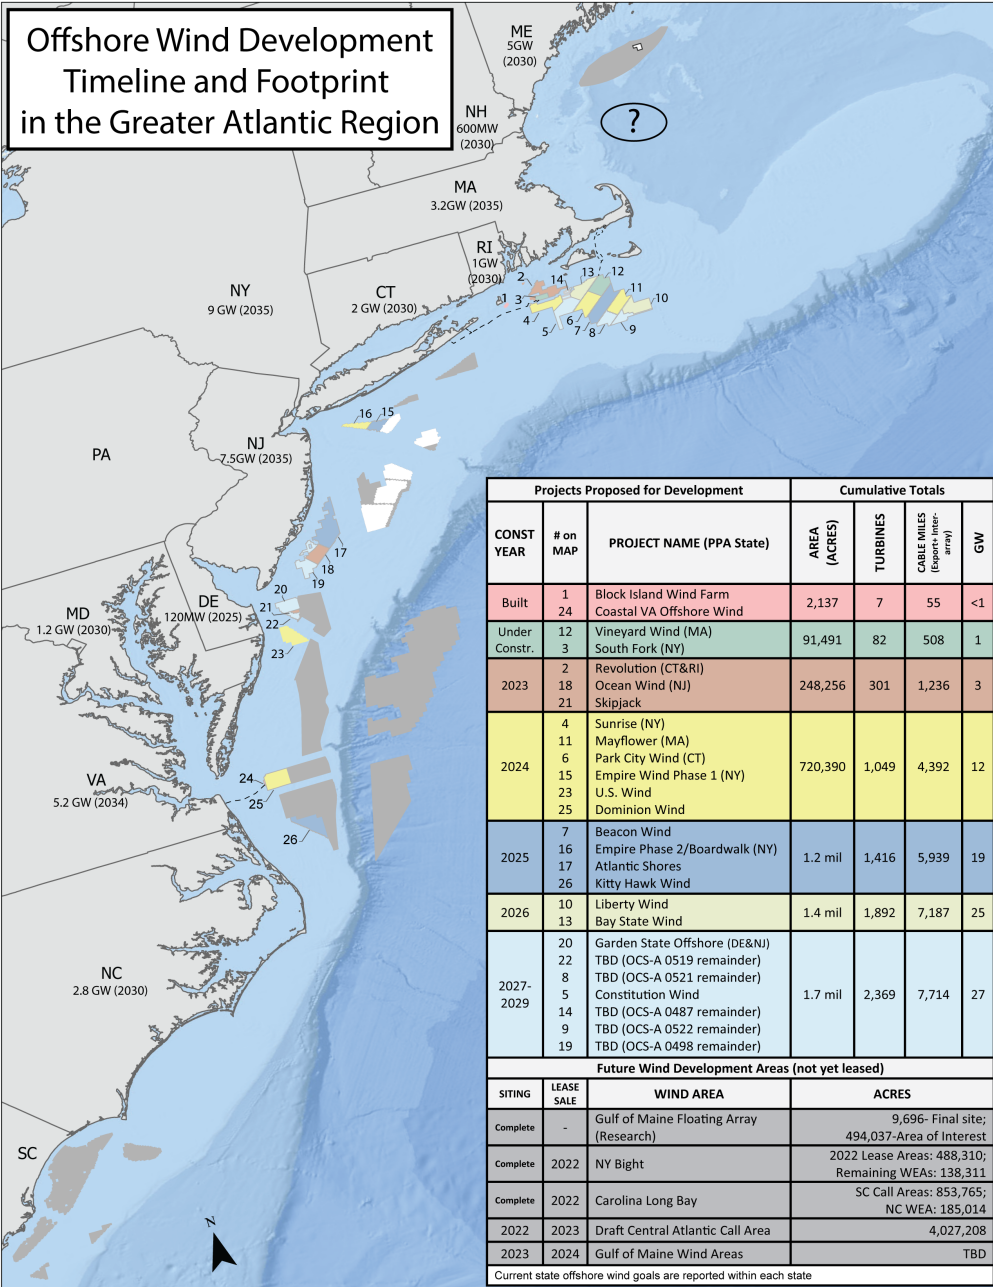 Offshore Wind Development
Timeline and Footprint
in the Greater Atlantic Region
ME
5GW
(2030)
NH
600MW
(2030)
?
MA
3.2GW (2035)
RI
1GW
(2030)
CT
2 GW (2030)
NY
9 GW (2035)
2
14
13
12
11
10
1
3
4
5
6
7
8
9
16
15
PA
NJ
7.5GW (2035)
17
18
19
20
21
22
23
DE
120MW (2025)
MD
1.2 GW (2030)
VA
5.2 GW (2034)
24
25
26
NC
2.8 GW (2030)
SC
N
Projects Proposed for Development
Cumulative Totals
CONST YEAR
# on MAP
PROJECT NAME (PPA State)
AREA (ACRES)
TURBINES
CABLE MILES (Export+ Inter-array)
GW
Built
1 Block Island Wind Farm
24 Coastal VA Offshore Wind
2,137 7 55 <1
Under Constr.
12 Vineyard Wind (MA)
3 South Fork (NY)
91,491 82 508 1
2023
2 Revolution (CT&RI)
18 Ocean Wind (NJ)
21 Skipjack
248,256 301 1,236 3
2024
4 Sunrise (NY)
11 Mayflower (MA)
6 Park City Wind (CT)
15 Empire Wind Phase 1 (NY)
23 U.S. Wind
25 Dominion Wind
720,390 1,049 4,392 12
2025
7 Beacon Wind
16 Empire Phase 2/Boardwalk (NY)
17 Atlantic Shores
26 Kitty Hawk Wind
1.2 mil 1,416 5,939 19
2026
10 Liberty Wind
13 Bay State Wind
1.4 mil 1,892 7,187 25
2027-
2029
20 Garden State Offshore (DE&NJ)
22 TBD (OCS-A 0519 remainder)
8 TBD (OCS-A 0521 remainder)
5 Constitution Wind
14 TBD (OCS-A 0487 remainder)
9 TBD (OCS-A 0522 remainder)
19 TBD (OCS-A 0498 remainder)
1.7 mil 2,369 7,714 27
Future Wind Development Areas (not yet leased)
SITING
LEASE SALE
WIND AREA
ACRES
Complete - Gulf of Maine Floating Array
(Research)
9,696- Final site;
494,037-Area of Interest
Complete 2022 NY Bight
2022 Lease Areas: 488,310;
Remaining WEAs: 138,311
Complete 2022 Carolina Long Bay
SC Call Areas: 853,765;
NC WEA: 185,014
2022 2023 Draft Central Atlantic Call Area 4,027,208
2023 2024 Gulf of Maine Wind Areas TBD
Current state offshore wind goals are reported within each state